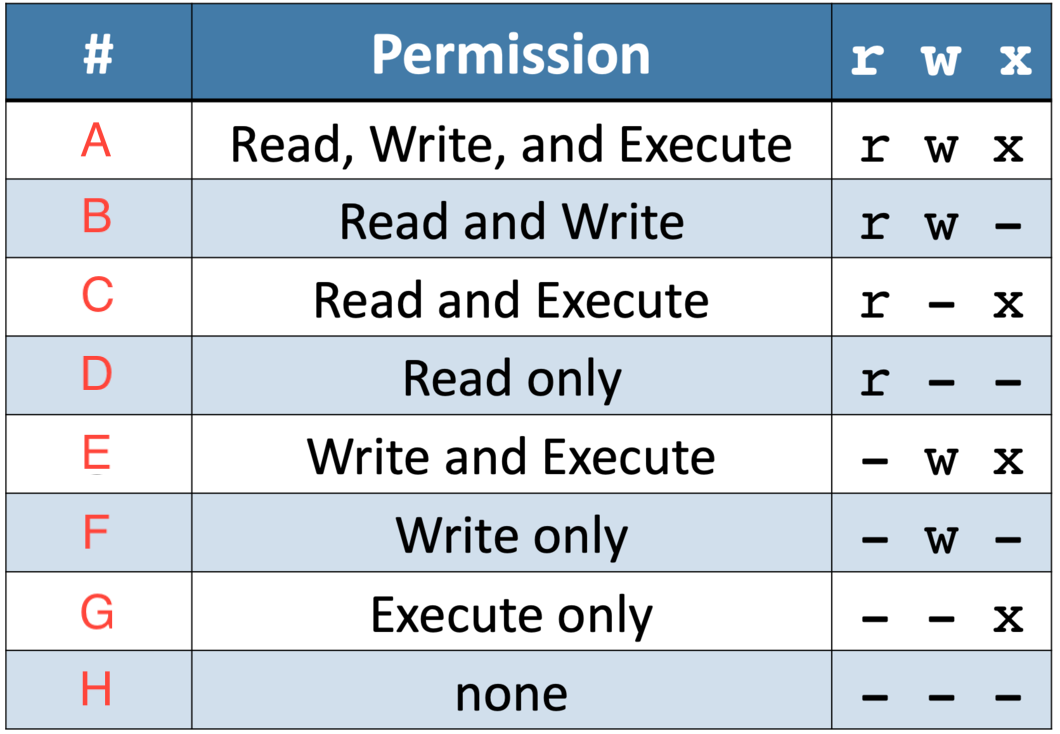 # Permission r w x
A Read, Write, and Execute r w x
B Read and Write r w -
C Read and Execute r - x
D Read only r - -
E Write and Execute - w x
F Write only - w -
G Execute only - - x
H none - - -